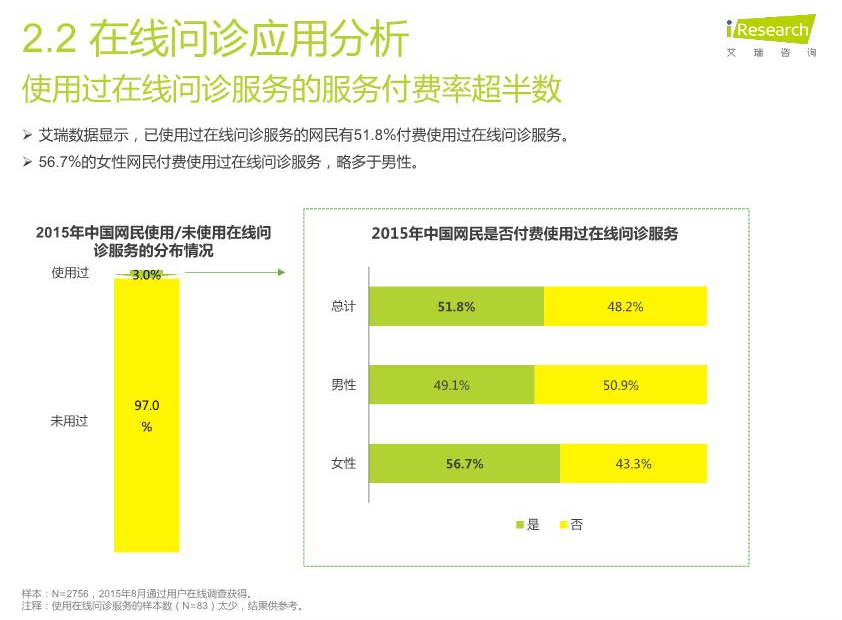 2.2 在线问诊应用分析
iResearch
艾 瑞 咨 询
使用过在线问诊服务的服务付费率超半数
➢ 艾瑞数据显示，已使用过在线问诊服务的网民有51.8%付费使用过在线问诊服务。
➢ 56.7%的女性网民付费使用过在线问诊服务，略多于男性。
2015年中国网民使用/未使用在线问
诊服务的分布情况
使用过
3.0%
未用过
97.0
%
2015年中国网民是否付费使用过在线问诊服务
总计
51.8%
48.2%
男性
49.1%
50.9%
女性
56.7%
43.3%
是
否
样本：N=2756，2015年8月通过用户在线调查获得。
注释：使用在线问诊服务的样本数（N=83）太少，结果供参考。